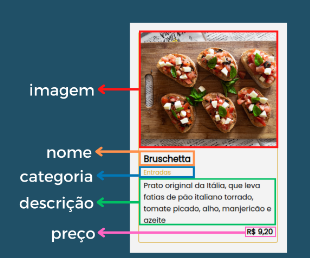 imagem
nome
Bruschetta
categoria
Entradas
descrição
Prato original da Itália, que leva
fatias de pão italiano torrado,
tomate picado, alho, manjericão e
azeite
preço
R$ 9,20